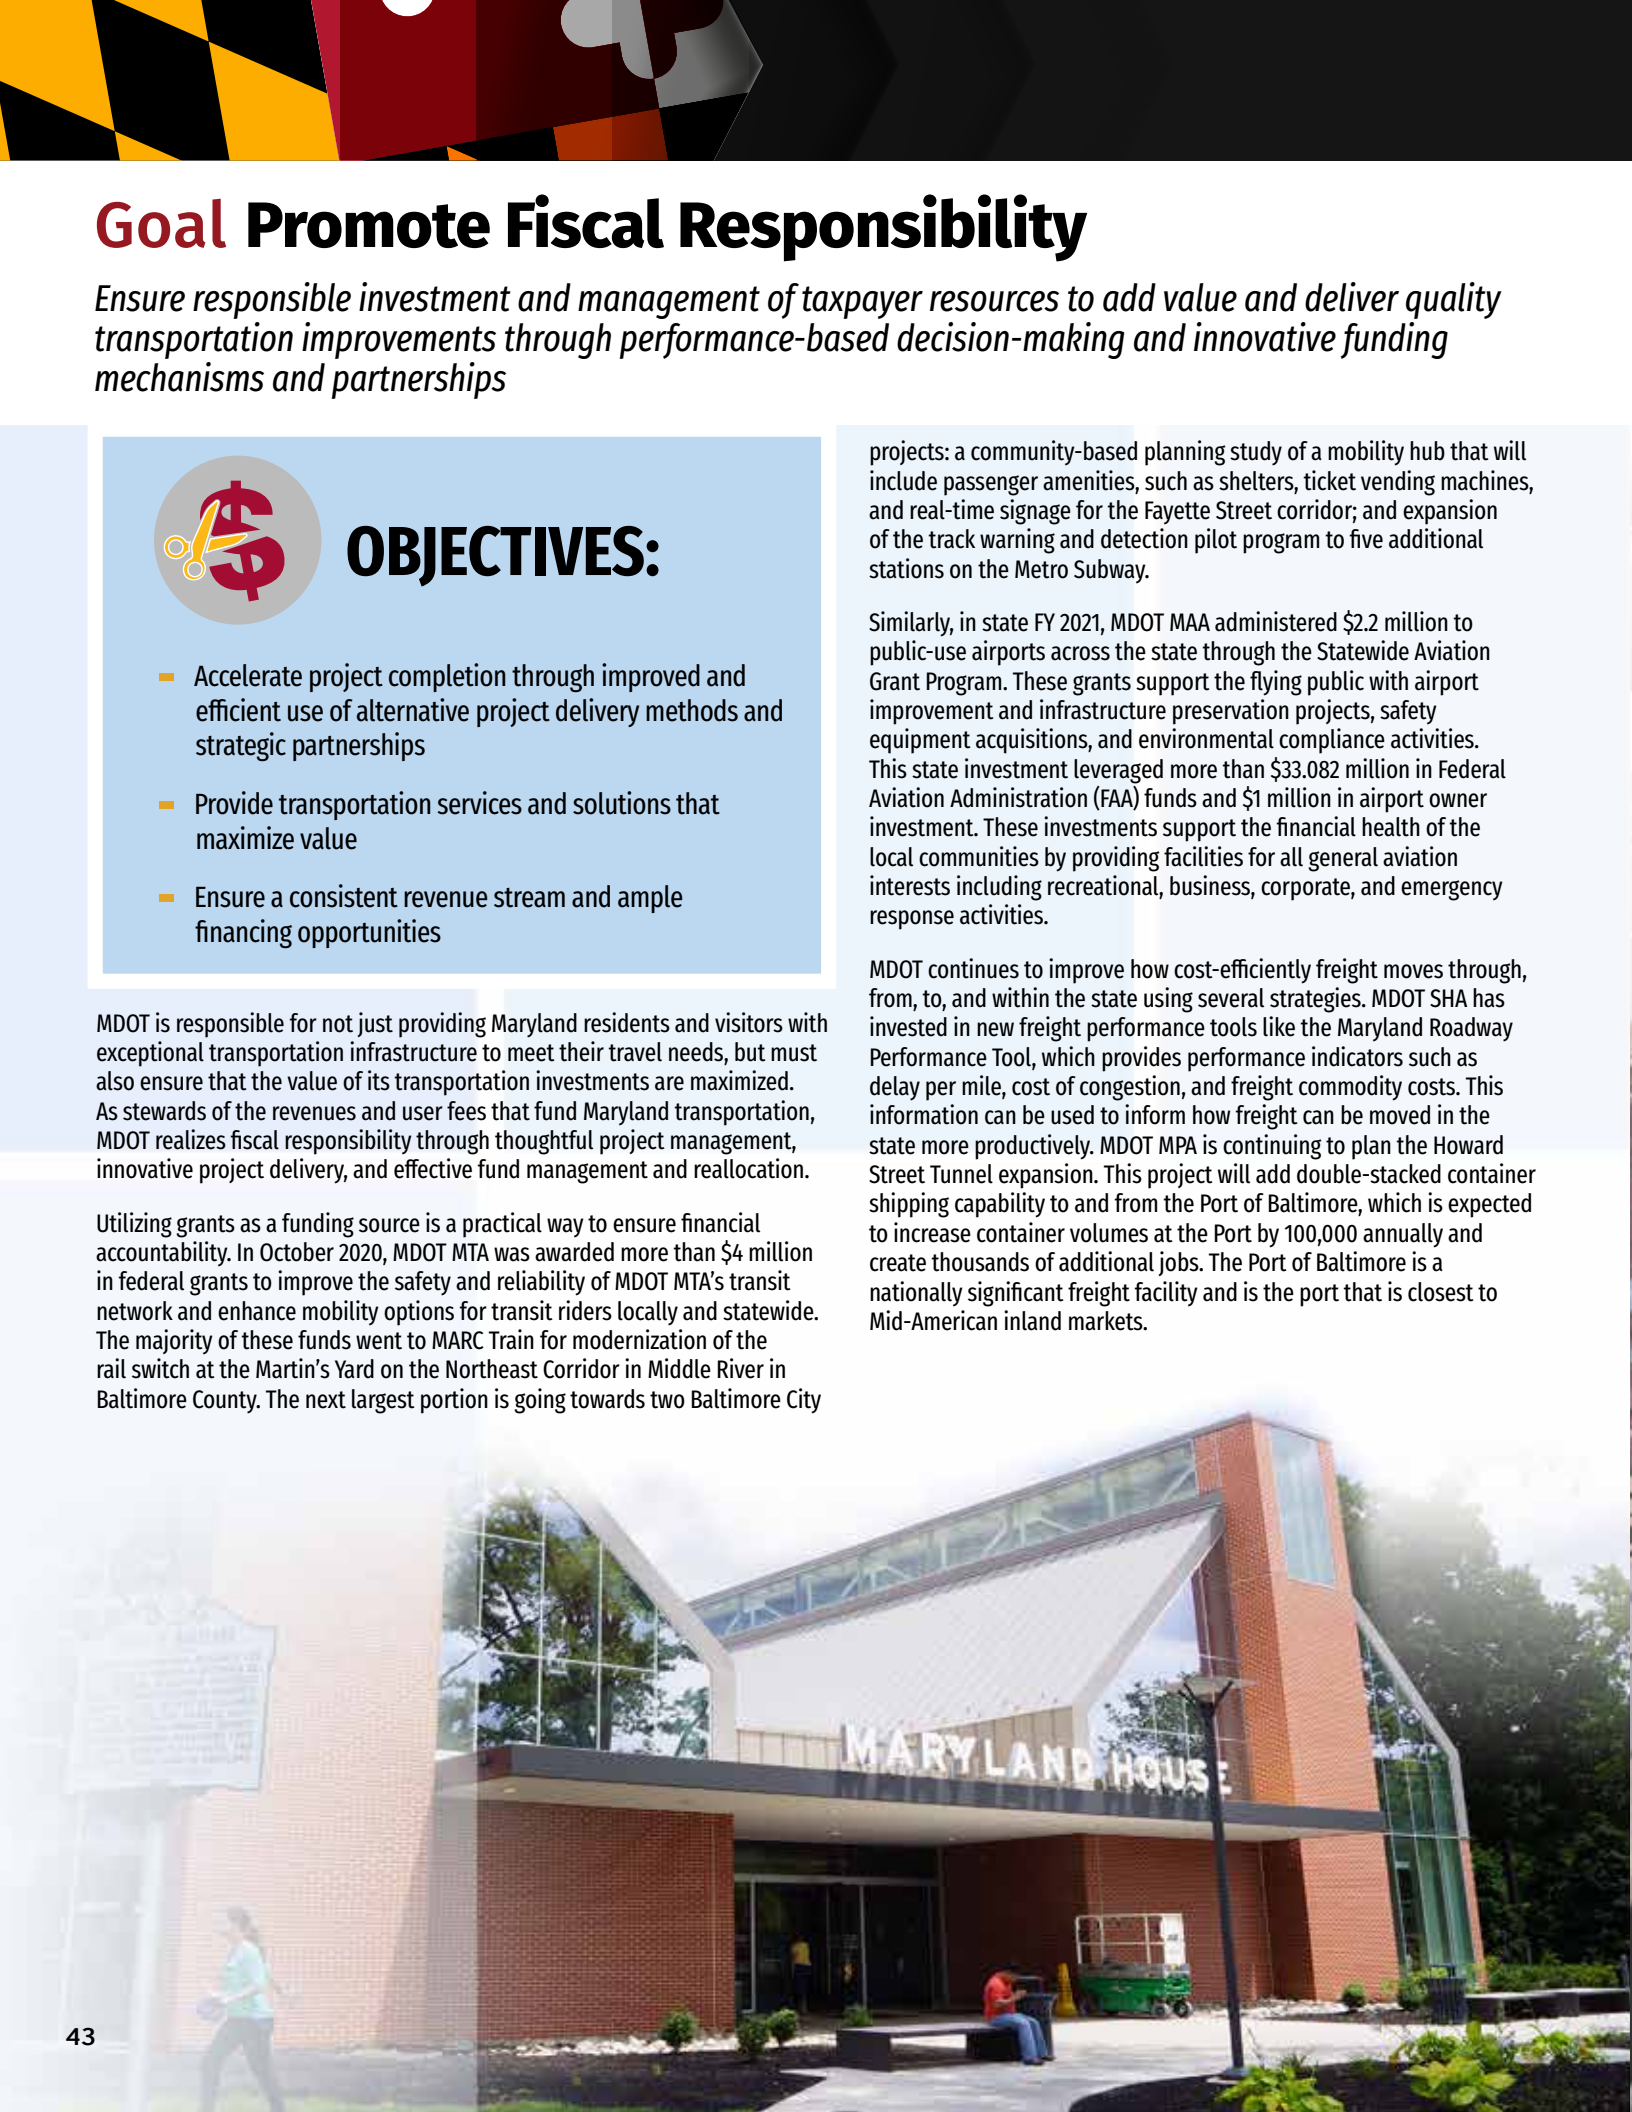 Goal Promote Fiscal Responsibility
Ensure responsible investment and management of taxpayer resources to add value and deliver quality
transportation improvements through performance-based decision-making and innovative funding
mechanisms and partnerships
OBJECTIVES:
Accelerate project completion through improved and
efficient use of alternative project delivery methods and
strategic partnerships
Provide transportation services and solutions that
maximize value
Ensure a consistent revenue stream and ample
financing opportunities
MDOT is responsible for not just providing Maryland residents and visitors with
exceptional transportation infrastructure to meet their travel needs, but must
also ensure that the value of its transportation investments are maximized.
As stewards of the revenues and user fees that fund Maryland transportation,
MDOT realizes fiscal responsibility through thoughtful project management,
innovative project delivery, and effective fund management and reallocation.
Utilizing grants as a funding source is a practical way to ensure financial
accountability. In October 2020, MDOT MTA was awarded more than $4 million
in federal grants to improve the safety and reliability of MDOT MTA’s transit
network and enhance mobility options for transit riders locally and statewide.
The majority of these funds went to MARC Train for modernization of the
rail switch at the Martin’s Yard on the Northeast Corridor in Middle River in
Baltimore County. The next largest portion is going towards two Baltimore City
projects: a community-based planning study of a mobility hub that will
include passenger amenities, such as shelters, ticket vending machines,
and real-time signage for the Fayette Street corridor; and expansion
of the track warning and detection pilot program to five additional
stations on the Metro Subway.
Similarly, in state FY 2021, MDOT MAA administered $2.2 million to
public-use airports across the state through the Statewide Aviation
Grant Program. These grants support the flying public with airport
improvement and infrastructure preservation projects, safety
equipment acquisitions, and environmental compliance activities.
This state investment leveraged more than $33.082 million in Federal
Aviation Administration (FAA) funds and $1 million in airport owner
investment. These investments support the financial health of the
local communities by providing facilities for all general aviation
interests including recreational, business, corporate, and emergency
response activities.
MDOT continues to improve how cost-efficiently freight moves through,
from, to, and within the state using several strategies. MDOT SHA has
invested in new freight performance tools like the Maryland Roadway
Performance Tool, which provides performance indicators such as
delay per mile, cost of congestion, and freight commodity costs. This
information can be used to inform how freight can be moved in the
state more productively. MDOT MPA is continuing to plan the Howard
Street Tunnel expansion. This project will add double-stacked container
shipping capability to and from the Port of Baltimore, which is expected
to increase container volumes at the Port by 100,000 annually and
create thousands of additional jobs. The Port of Baltimore is a
nationally significant freight facility and is the port that is closest to
Mid-American inland markets.
MARYLAND HOUSE
43